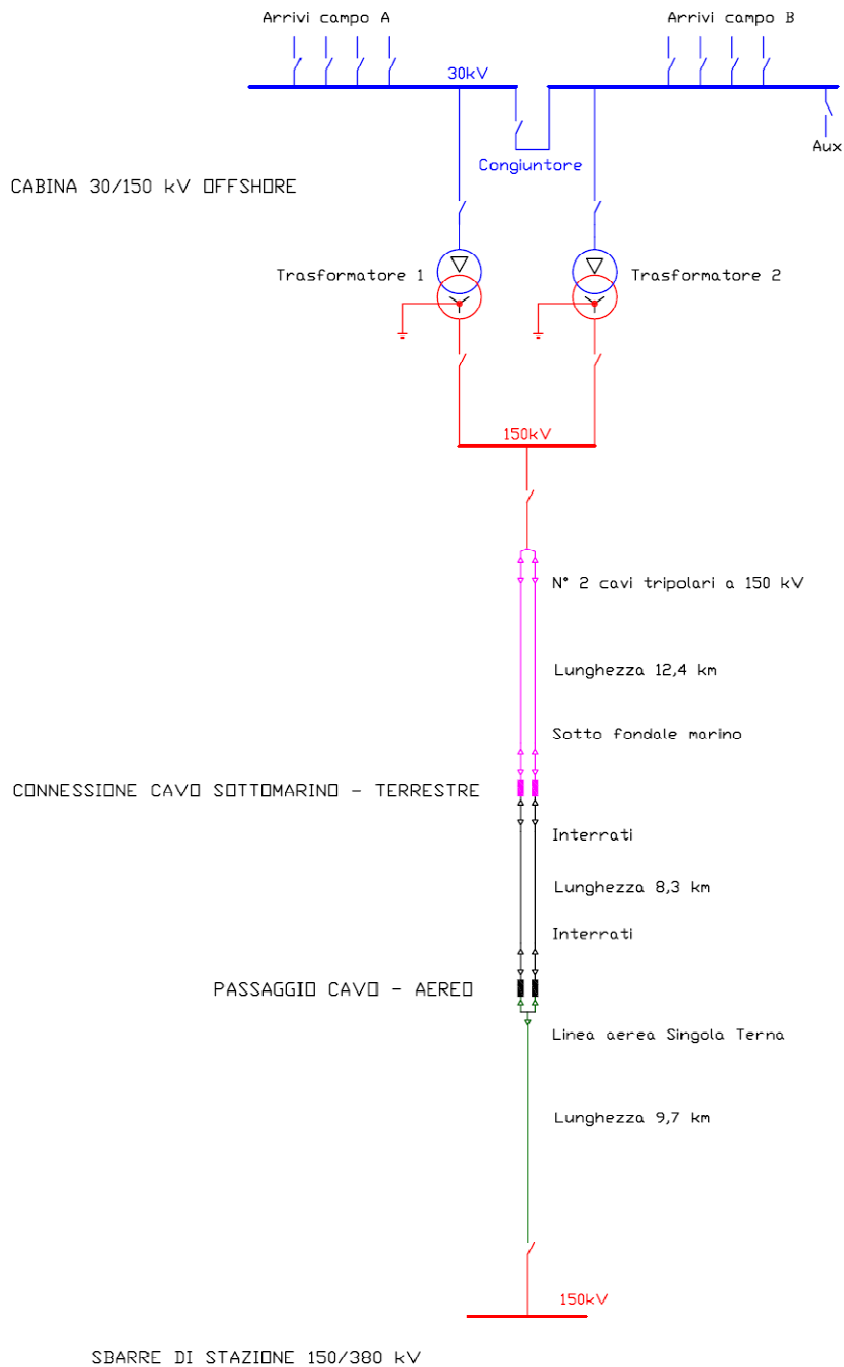 Arrivi campo A
Arrivi campo B
30kV
Aux
Congiuntore
CABINA 30/150 kV OFFSHORE
Trasformatore 1
Trasformatore 2
150kV
N° 2 cavi tripolari a 150 kV
Lunghezza 12,4 km
Sotto fondale marino
CONNESSIONE CAVO SOTTOMARINO - TERRESTRE
Interrati
Lunghezza 8,3 km
Interrati
PASSAGGIO CAVO - AEREO
Linea aerea Singola Terna
Lunghezza 9,7 km
150kV
SBARRE DI STAZIONE 150/380 kV